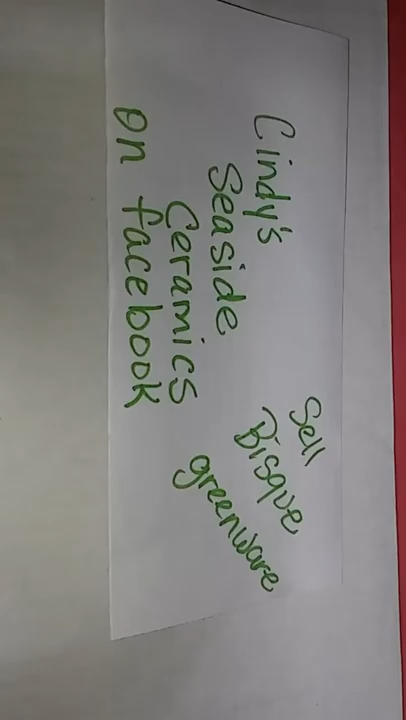 Cindy's
Seaside
Ceramics
on facebook
Sell
Bisque
greenware